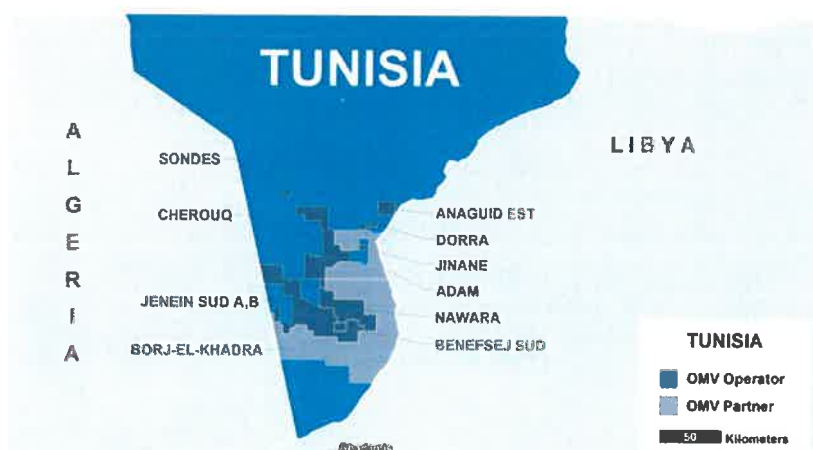 TUNISIA
ALGERIA
LIBYA
SONDES
CHEROUQ
JENEIN SUD A,B
BORJ-EL-KHADRA
ANAGUID EST
DORRA
JINANE
ADAM
NAWARA
BENEFSEJ SUD
TUNISIA
OMV Operator
OMV Partner
50 Kilometers